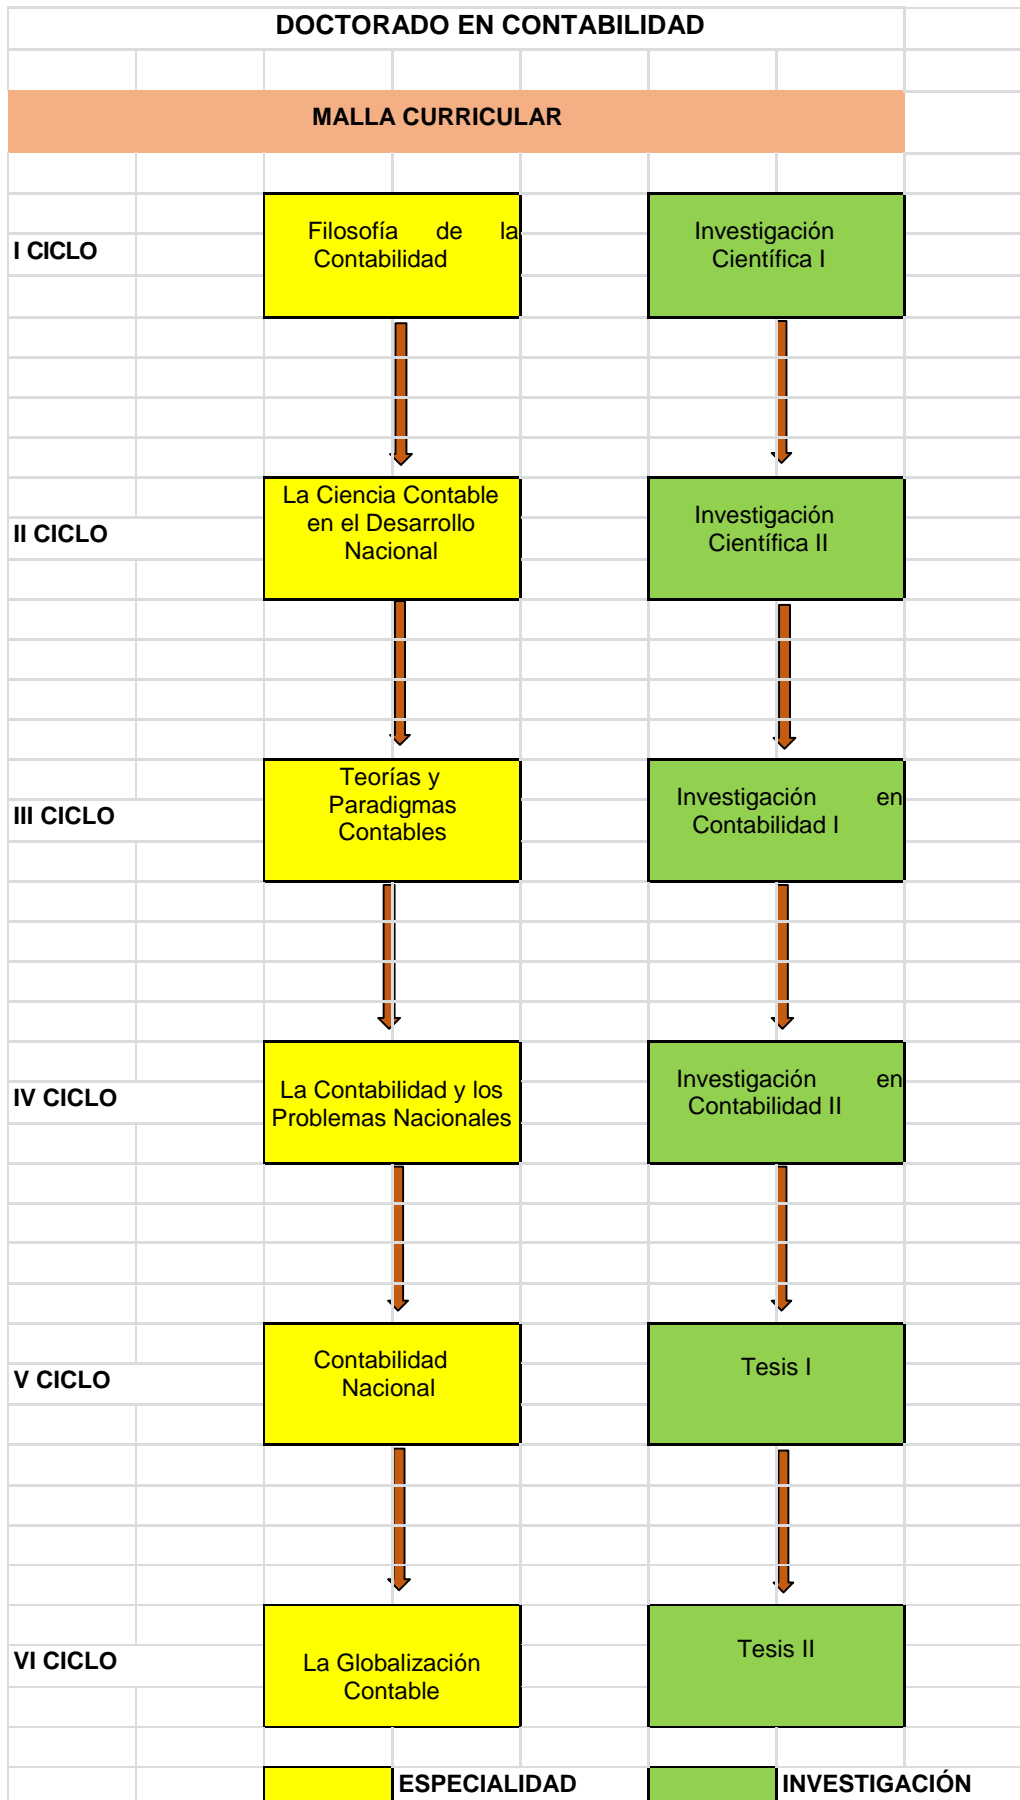 DOCTORADO EN CONTABILIDAD
MALLA CURRICULAR
I CICLO
Filosofía de la
Contabilidad
Investigación
Científica I
II CICLO
La Ciencia Contable
en el Desarrollo
Nacional
Investigación
Científica II
III CICLO
Teorías y
Paradigmas
Contables
Investigación en
Contabilidad I
IV CICLO
La Contabilidad y los
Problemas Nacionales
Investigación en
Contabilidad II
V CICLO
Contabilidad
Nacional
Tesis I
VI CICLO
La Globalización
Contable
Tesis II
ESPECIALIDAD
INVESTIGACIÓN